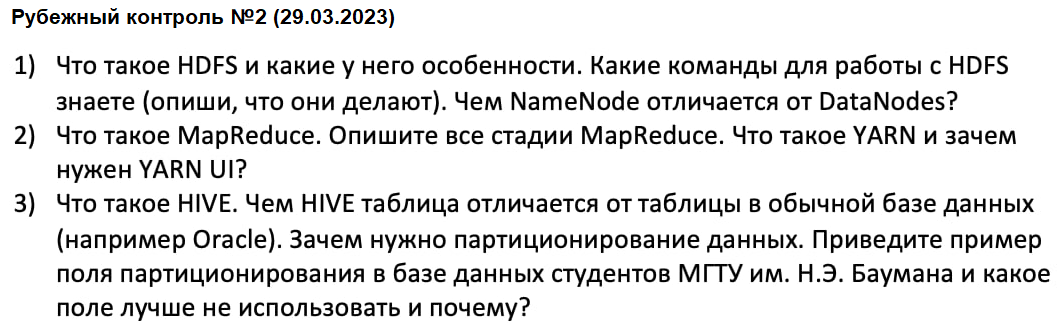 Рубежный контроль №2 (29.03.2023)
1) Что такое HDFS и какие у него особенности. Какие команды для работы с HDFS
знаете (опиши, что они делают). Чем NameNode отличается от DataNodes?
2) Что такое MapReduce. Опишите все стадии MapReduce. Что такое YARN и зачем
нужен YARN UI?
3) Что такое HIVE. Чем HIVE таблица отличается от таблицы в обычной базе данных
(например Oracle). Зачем нужно партиционирование данных. Приведите пример
поля партиционирования в базе данных студентов МГТУ им. Н.Э. Баумана и какое
поле лучше не использовать и почему?